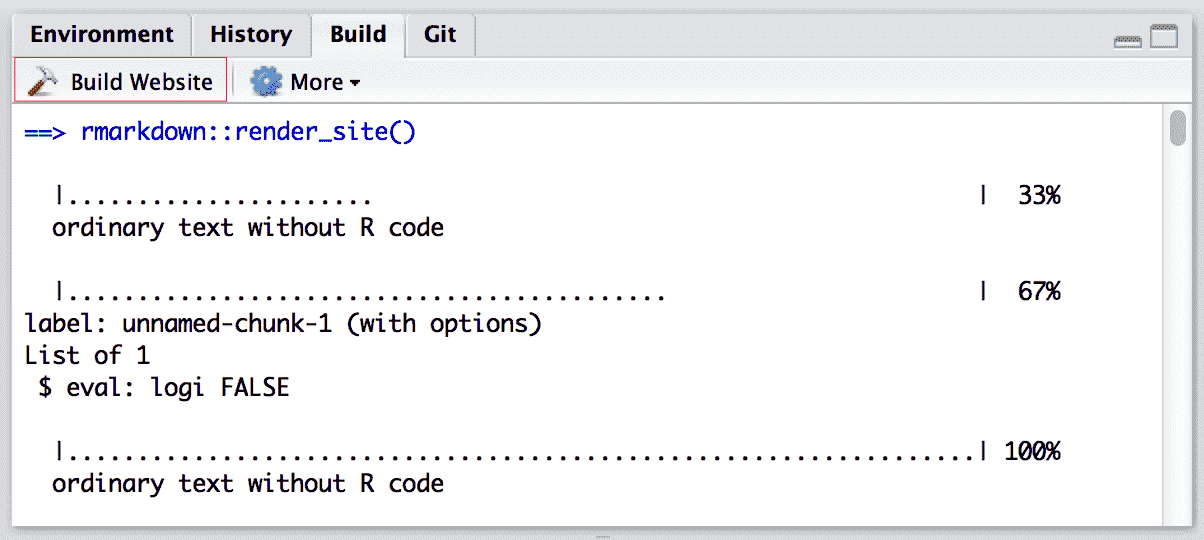 Environment History Build Git
Build Website More
==> rmarkdown::render_site()
|...................... | 33%
ordinary text without R code
|........................................... | 67%
label: unnamed-chunk-1 (with options)
List of 1
$ eval: logi FALSE
|.................................................................| 100%
ordinary text without R code